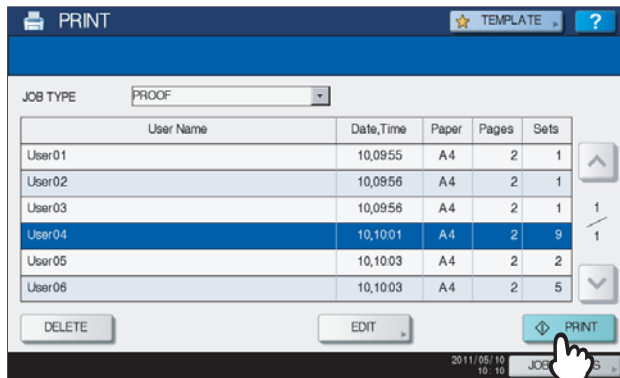 PRINT TEMPLATE ?
JOB TYPE PROOF
User Name Date,Time Paper Pages Sets
User01 10,09:55 A4 2 1
User02 10,09:56 A4 2 1
User03 10,09:56 A4 2 1
User04 10,10:01 A4 2 9
User05 10,10:03 A4 2 2
User06 10,10:03 A4 2 5
1
1
DELETE EDIT PRINT
2011/05/10
10:10